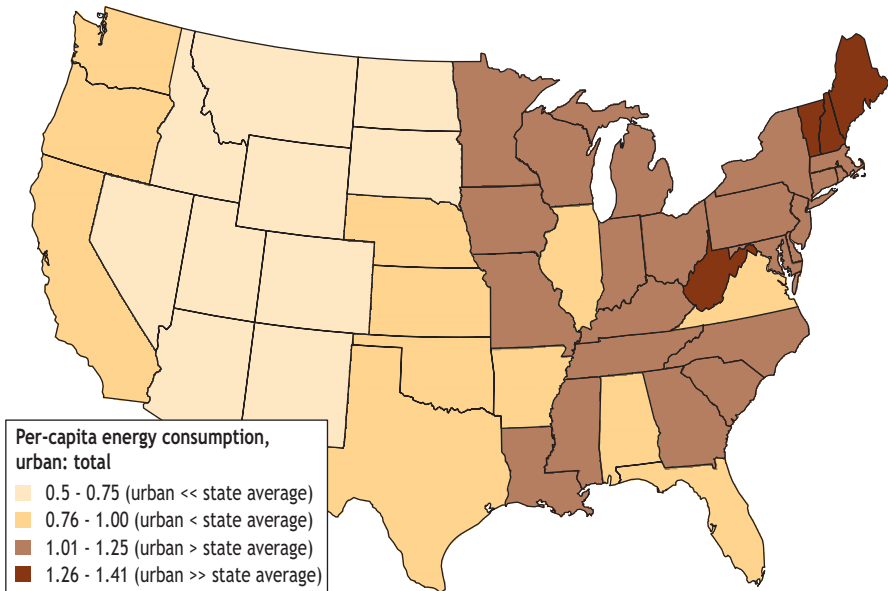 Per-capita energy consumption,
urban: total
0.5 - 0.75 (urban << state average)
0.76 - 1.00 (urban < state average)
1.01 - 1.25 (urban > state average)
1.26 - 1.41 (urban >> state average)